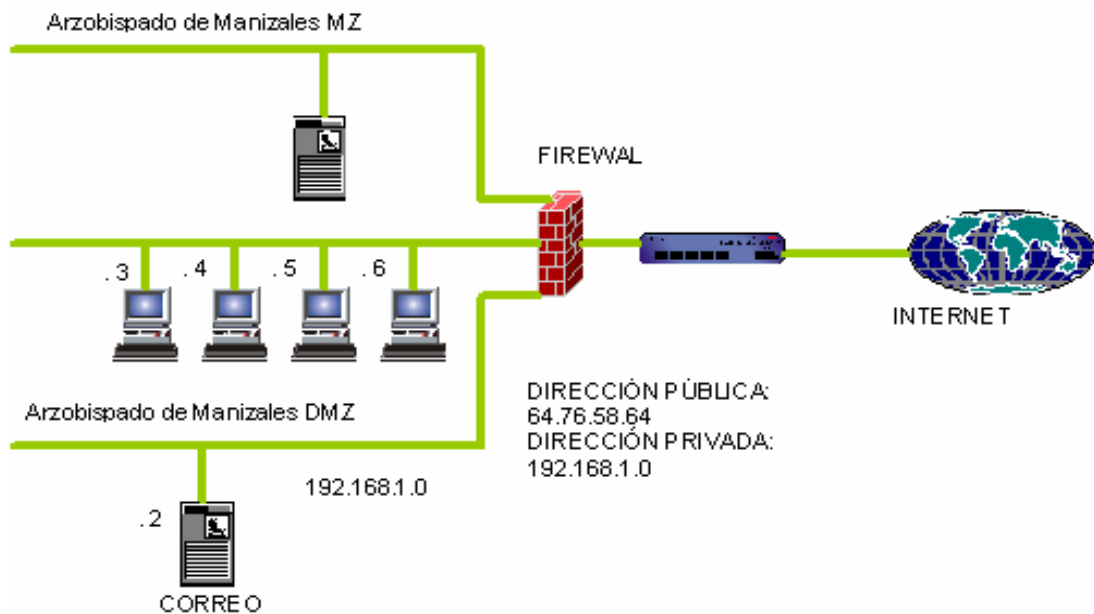 Arzobispado de Manizales MZ
FIREWAL
.3 .4 .5 .6
INTERNET
Arzobispado de Manizales DMZ
DIRECCIÓN PÚBLICA:
64.76.58.64
DIRECCIÓN PRIVADA:
192.168.1.0
192.168.1.0
.2
CORREO